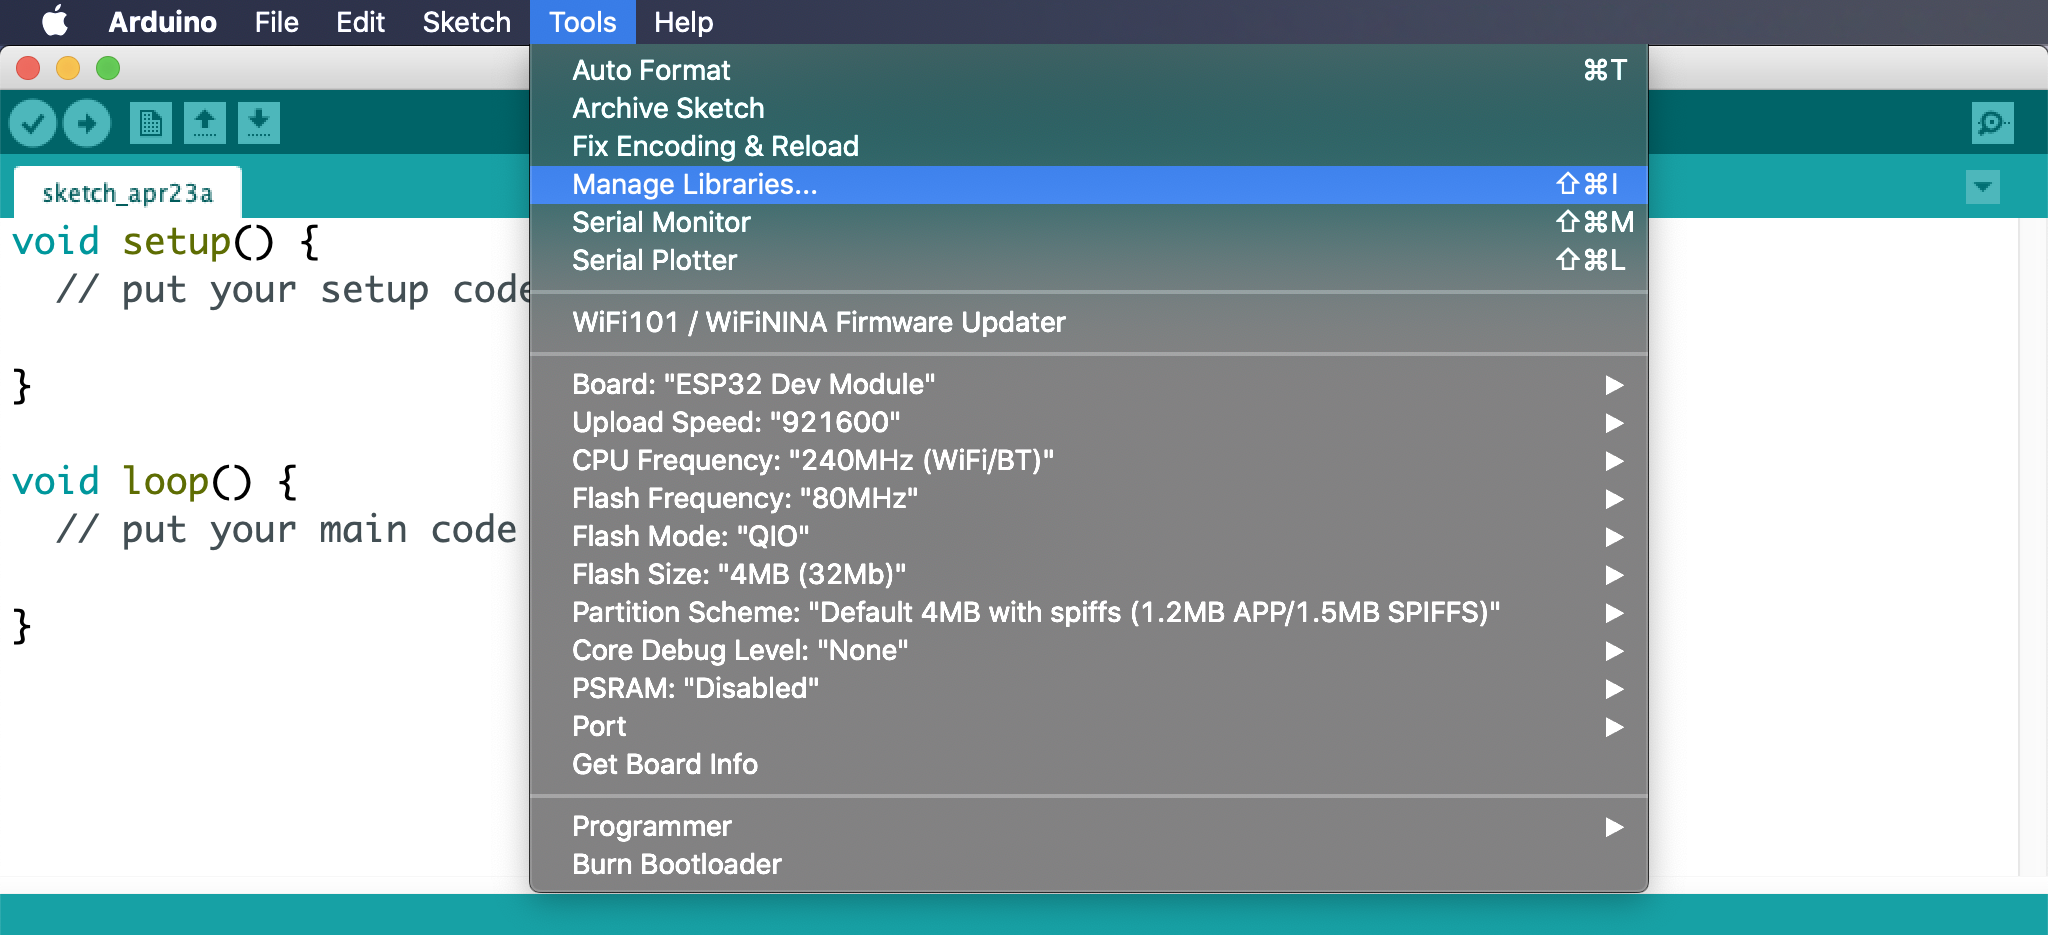 Arduino File Edit Sketch Tools Help
Auto Format ⌘T
Archive Sketch
Fix Encoding & Reload
Manage Libraries... ⇧⌘I
Serial Monitor ⇧⌘M
Serial Plotter ⇧⌘L
WiFi101 / WiFiNINA Firmware Updater
Board: "ESP32 Dev Module"
Upload Speed: "921600"
CPU Frequency: "240MHz (WiFi/BT)"
Flash Frequency: "80MHz"
Flash Mode: "QIO"
Flash Size: "4MB (32Mb)"
Partition Scheme: "Default 4MB with spiffs (1.2MB APP/1.5MB SPIFFS)"
Core Debug Level: "None"
PSRAM: "Disabled"
Port
Get Board Info
Programmer
Burn Bootloader
sketch_apr23a
void setup() {
// put your setup code
}
void loop() {
// put your main code
}